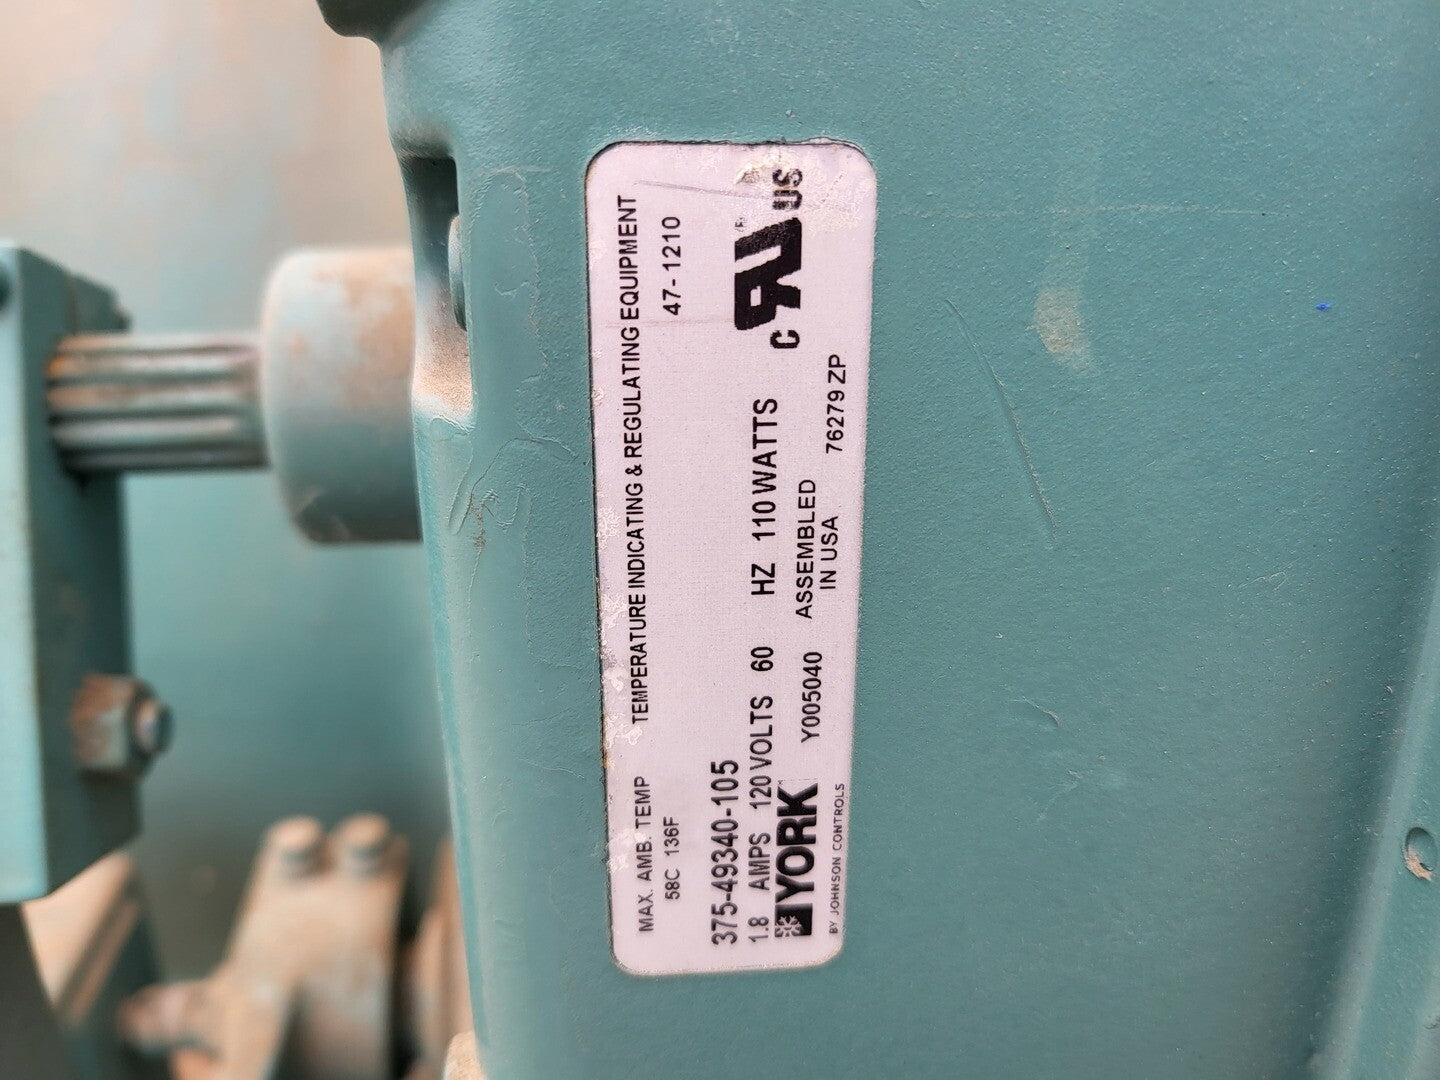 MAX. AMB. TEMP TEMPERATURE INDICATING & REGULATING EQUIPMENT
58C 136F 47-1210
375-49340-105
1.8 AMPS 120 VOLTS 60 HZ 110 WATTS
c UR US
YORK Y005040 ASSEMBLED
IN USA 76279 ZP
BY JOHNSON CONTROLS